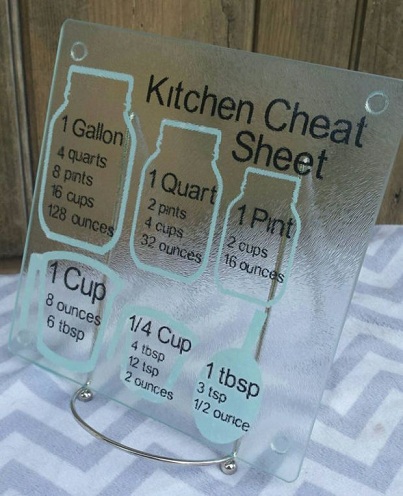 Kitchen Cheat
Sheet
1 Gallon
4 quarts
8 pints
16 cups
128 ounces
1 Quart
2 pints
4 cups
32 ounces
1 Pint
2 cups
16 ounces
1 Cup
8 ounces
6 tbsp
1/4 Cup
4 tbsp
12 tsp
2 ounces
1 tbsp
3 tsp
1/2 ounce